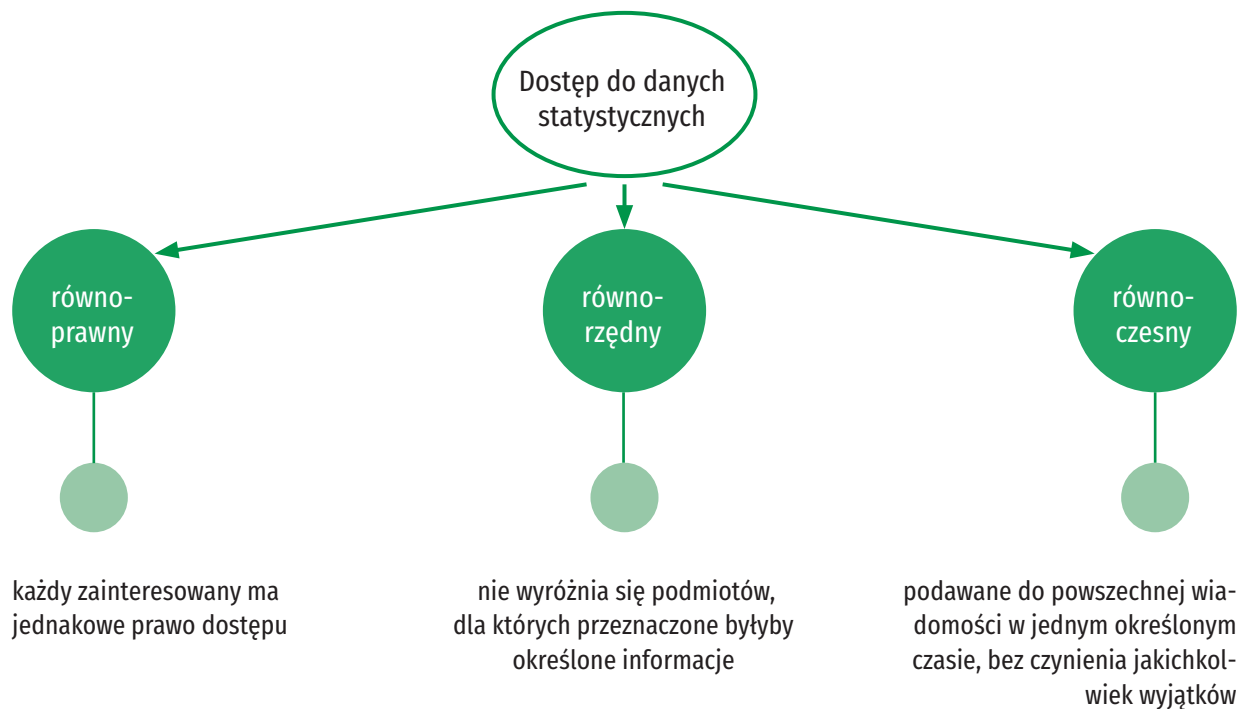 Dostęp do danych
statystycznych
równo-
prawny
równo-
rzędny
równo-
czesny
każdy zainteresowany ma
jednakowe prawo dostępu
nie wyróżnia się podmiotów,
dla których przeznaczone byłyby
określone informacje
podawane do powszechnej wia-
domości w jednym określonym
czasie, bez czynienia jakichkol-
wiek wyjątków